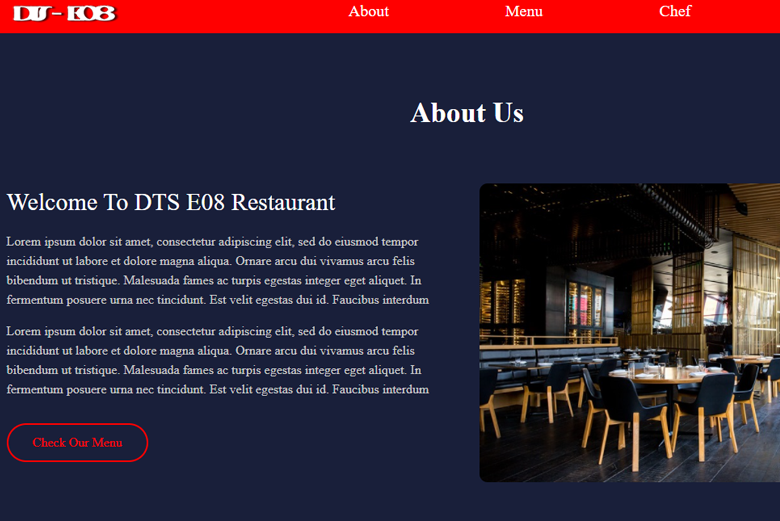 DTS - E08
About Menu Chef
About Us
Welcome To DTS E08 Restaurant
Lorem ipsum dolor sit amet, consectetur adipiscing elit, sed do eiusmod tempor
incididunt ut labore et dolore magna aliqua. Ornare arcu dui vivamus arcu felis
bibendum ut tristique. Malesuada fames ac turpis egestas integer eget aliquet. In
fermentum posuere urna nec tincidunt. Est velit egestas dui id. Faucibus interdum
Lorem ipsum dolor sit amet, consectetur adipiscing elit, sed do eiusmod tempor
incididunt ut labore et dolore magna aliqua. Ornare arcu dui vivamus arcu felis
bibendum ut tristique. Malesuada fames ac turpis egestas integer eget aliquet. In
fermentum posuere urna nec tincidunt. Est velit egestas dui id. Faucibus interdum
Check Our Menu